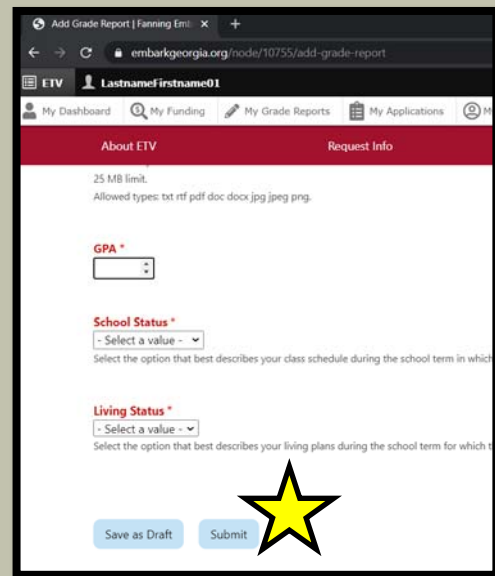 Add Grade Report | Fanning Emb
embarkgeorgia.org/node/10755/add-grade-report
ETV LastnameFirstname01
My Dashboard My Funding My Grade Reports My Applications M
About ETV Request Info
25 MB limit.
Allowed types: txt rtf pdf doc docx jpg jpeg png.
GPA *
School Status *
- Select a value -
Select the option that best describes your class schedule during the school term in which
Living Status *
- Select a value -
Select the option that best describes your living plans during the school term for which t
Save as Draft Submit